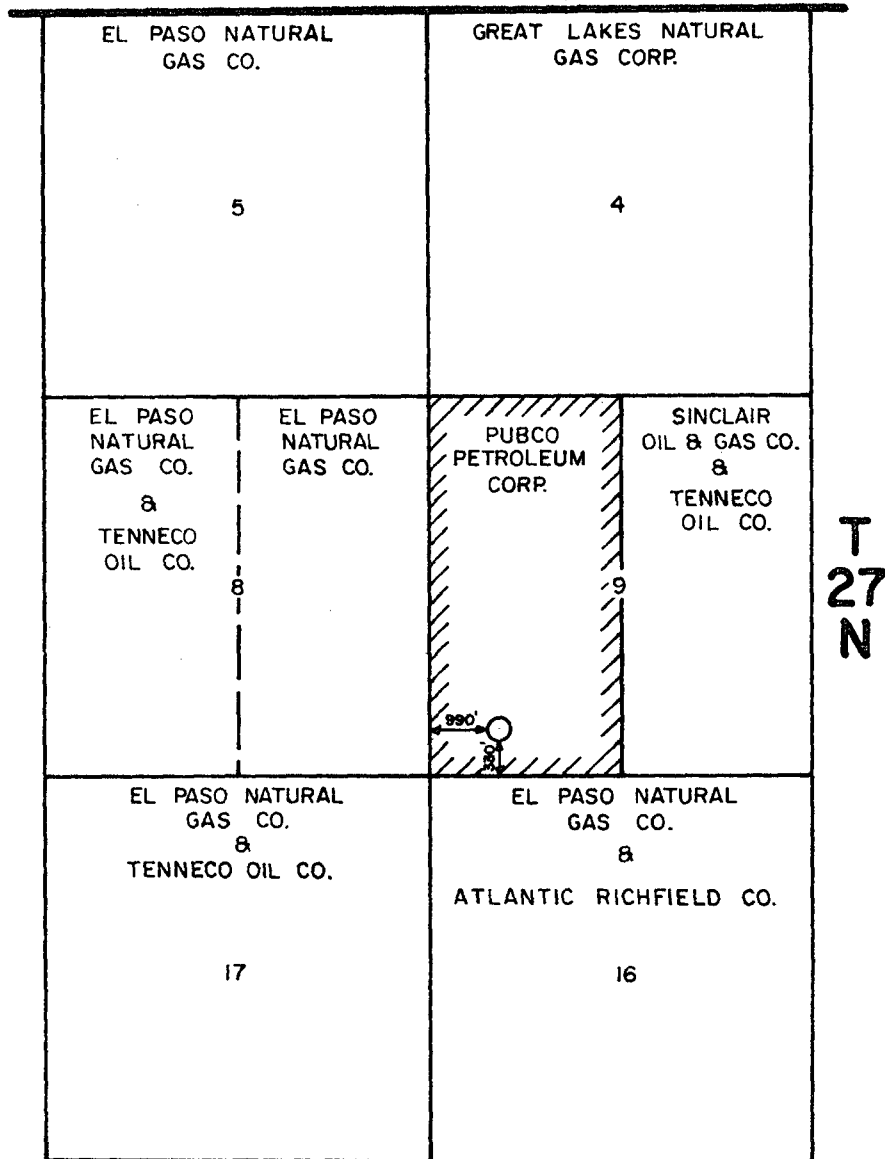 EL PASO NATURAL
GAS CO.
5
GREAT LAKES NATURAL
GAS CORP.
4
EL PASO
NATURAL
GAS CO.
&
TENNECO
OIL CO.
8
EL PASO
NATURAL
GAS CO.
PUBCO
PETROLEUM
CORP.
9
990'
330'
SINCLAIR
OIL & GAS CO.
&
TENNECO
OIL CO.
T
27
N
EL PASO NATURAL
GAS CO.
&
TENNECO OIL CO.
17
EL PASO NATURAL
GAS CO.
&
ATLANTIC RICHFIELD CO.
16